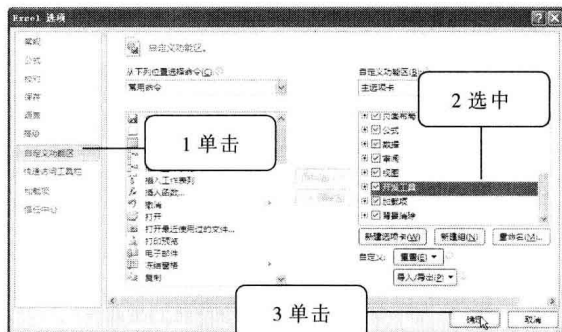 Excel 选项
常规
公式
校对
保存
语言
高级
自定义功能区
快速访问工具栏
加载项
信任中心
自定义功能区。
从下列位置选择命令(C):
常用命令
插入工作表列
插入函数...
取消
打开
打开最近使用过的文件...
打印预览
电子邮件
冻结窗格
复制
自定义功能区(B):
主选项卡
页面布局
公式
数据
审阅
视图
开发工具
加载项
背景消除
新建选项卡(W)
新建组(N)
重命名(M)...
自定义:
重置(E)
导入/导出(P)
确定
取消
1 单击
2 选中
3 单击